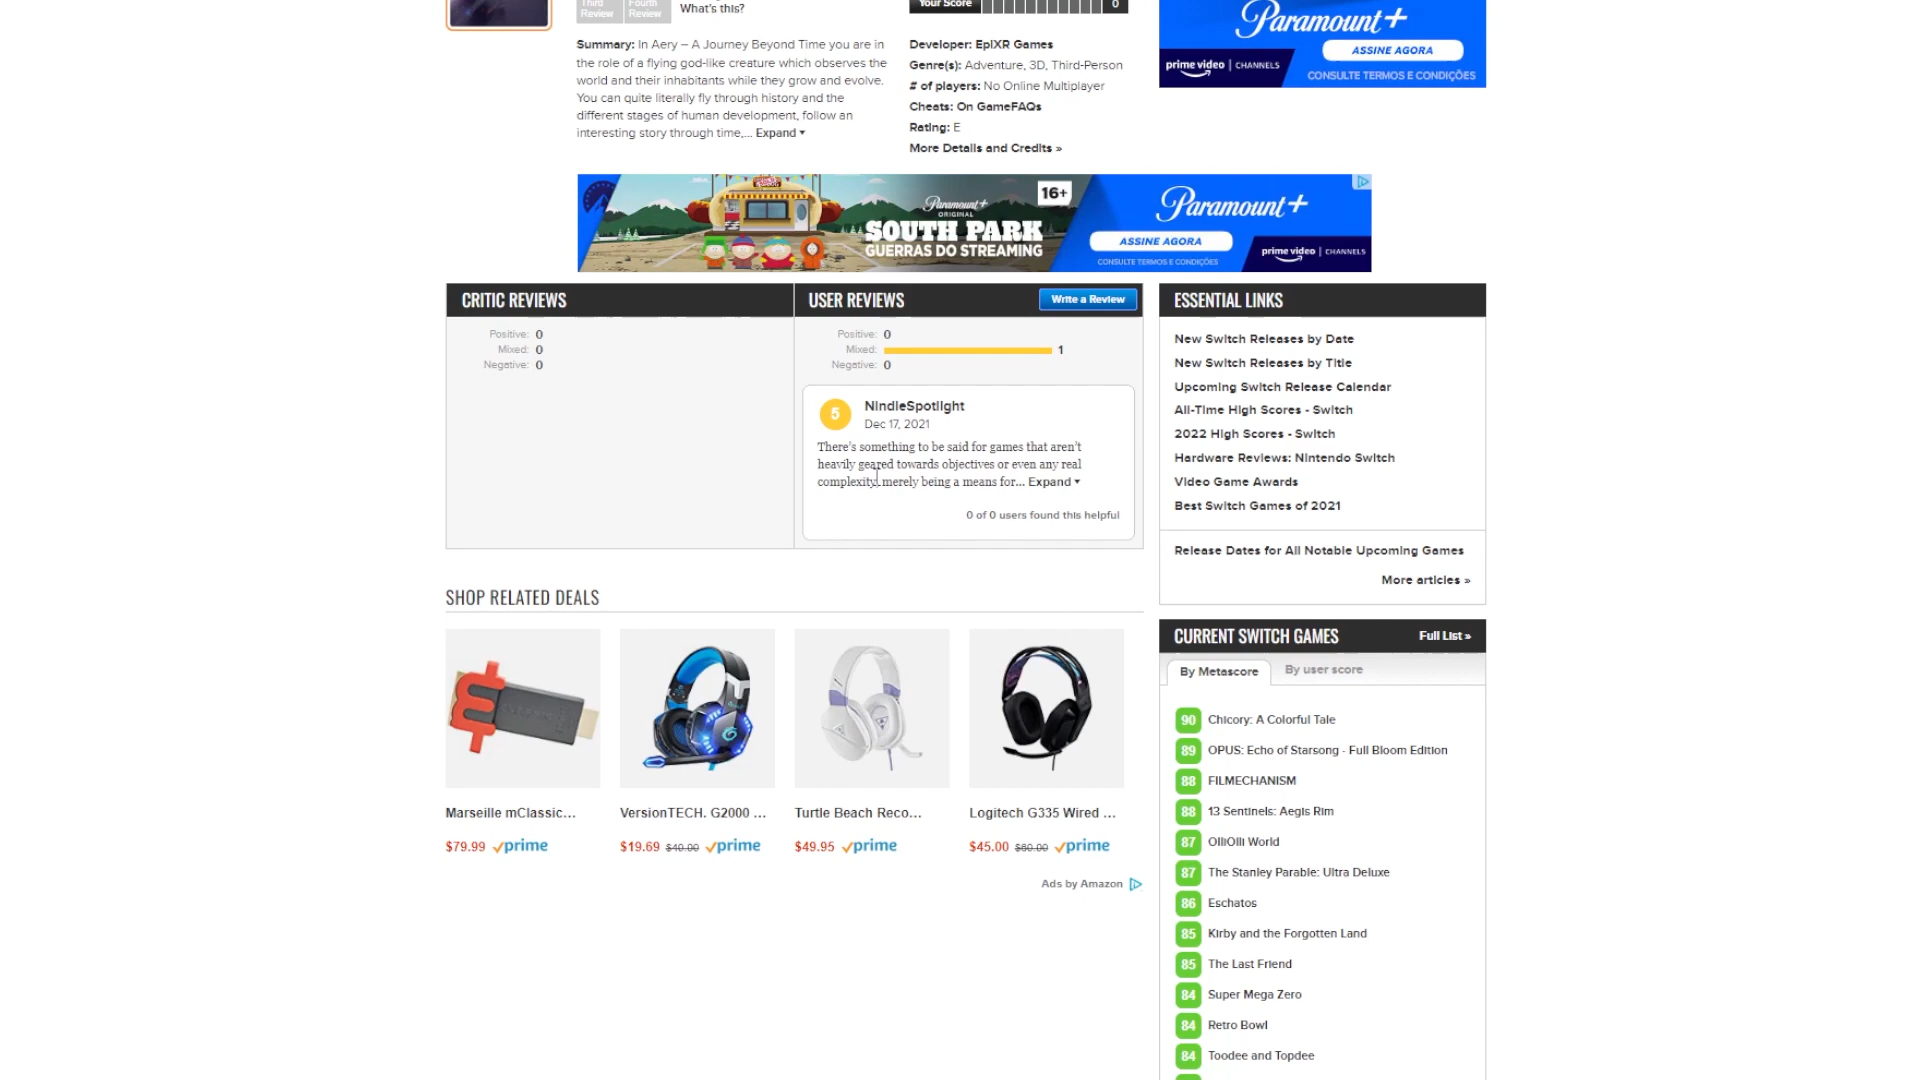 Third
Review
Fourth
Review
What's this?
Your Score
0
Summary: In Aery – A Journey Beyond Time you are in
the role of a flying god-like creature which observes the
world and their inhabitants while they grow and evolve.
You can quite literally fly through history and the
different stages of human development, follow an
interesting story through time,... Expand
Developer: EpiXR Games
Genre(s): Adventure, 3D, Third-Person
# of players: No Online Multiplayer
Cheats: On GameFAQs
Rating: E
More Details and Credits »
Paramount+
ASSINE AGORA
prime video | CHANNELS
CONSULTE TERMOS E CONDIÇÕES
Paramount+
ORIGINAL
SOUTH PARK
GUERRAS DO STREAMING
16+
Paramount+
ASSINE AGORA
CONSULTE TERMOS E CONDIÇÕES
prime video | CHANNELS
CRITIC REVIEWS
Positive: 0
Mixed: 0
Negative: 0
USER REVIEWS
Write a Review
Positive: 0
Mixed: 1
Negative: 0
5
NindieSpotlight
Dec 17, 2021
There's something to be said for games that aren't
heavily geared towards objectives or even any real
complexity, merely being a means for... Expand
0 of 0 users found this helpful
ESSENTIAL LINKS
New Switch Releases by Date
New Switch Releases by Title
Upcoming Switch Release Calendar
All-Time High Scores - Switch
2022 High Scores - Switch
Hardware Reviews: Nintendo Switch
Video Game Awards
Best Switch Games of 2021
Release Dates for All Notable Upcoming Games
More articles »
SHOP RELATED DEALS
Marseille mClassic...
$79.99 prime
VersionTECH. G2000 ...
$19.69 $40.00 prime
Turtle Beach Reco...
$49.95 prime
Logitech G335 Wired ...
$45.00 $60.00 prime
Ads by Amazon
CURRENT SWITCH GAMES
Full List »
By Metascore
By user score
90 Chicory: A Colorful Tale
89 OPUS: Echo of Starsong - Full Bloom Edition
88 FILMECHANISM
88 13 Sentinels: Aegis Rim
87 OlliOlli World
87 The Stanley Parable: Ultra Deluxe
86 Eschatos
85 Kirby and the Forgotten Land
85 The Last Friend
84 Super Mega Zero
84 Retro Bowl
84 Toodee and Topdee